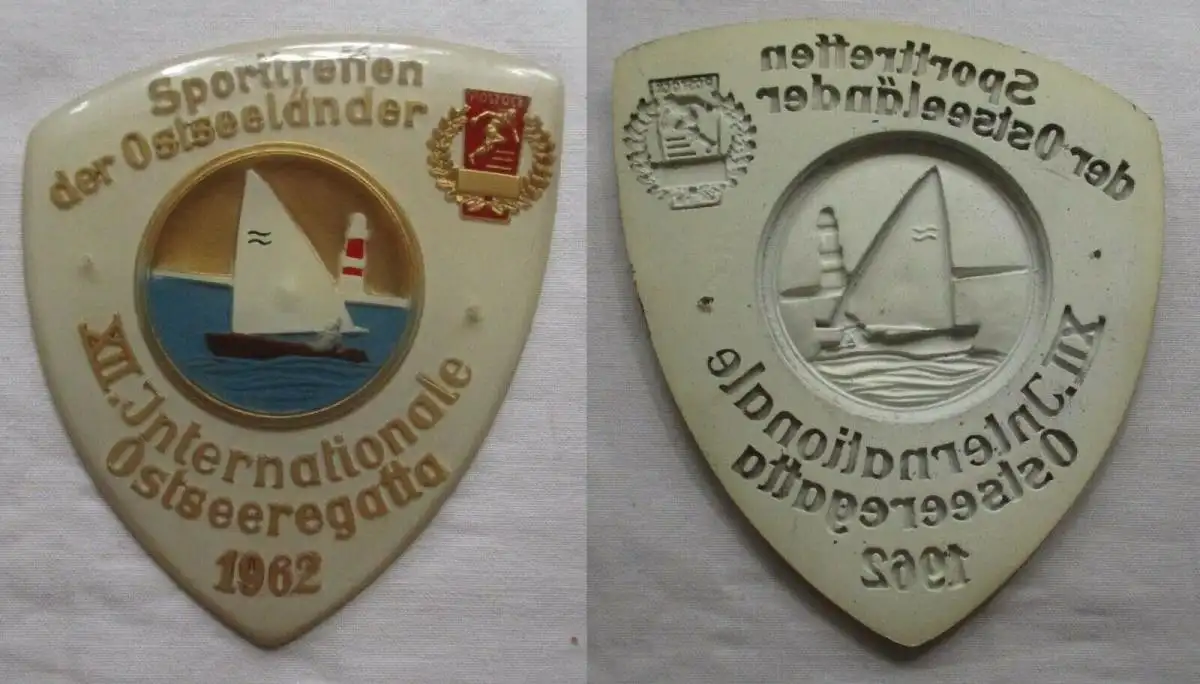 Sporttreffen
der Ostseeländer
XII. Internationale
Ostseeregatta
1962
Sporttreffen
der Ostseeländer
XII. Internationale
Ostseeregatta
1962